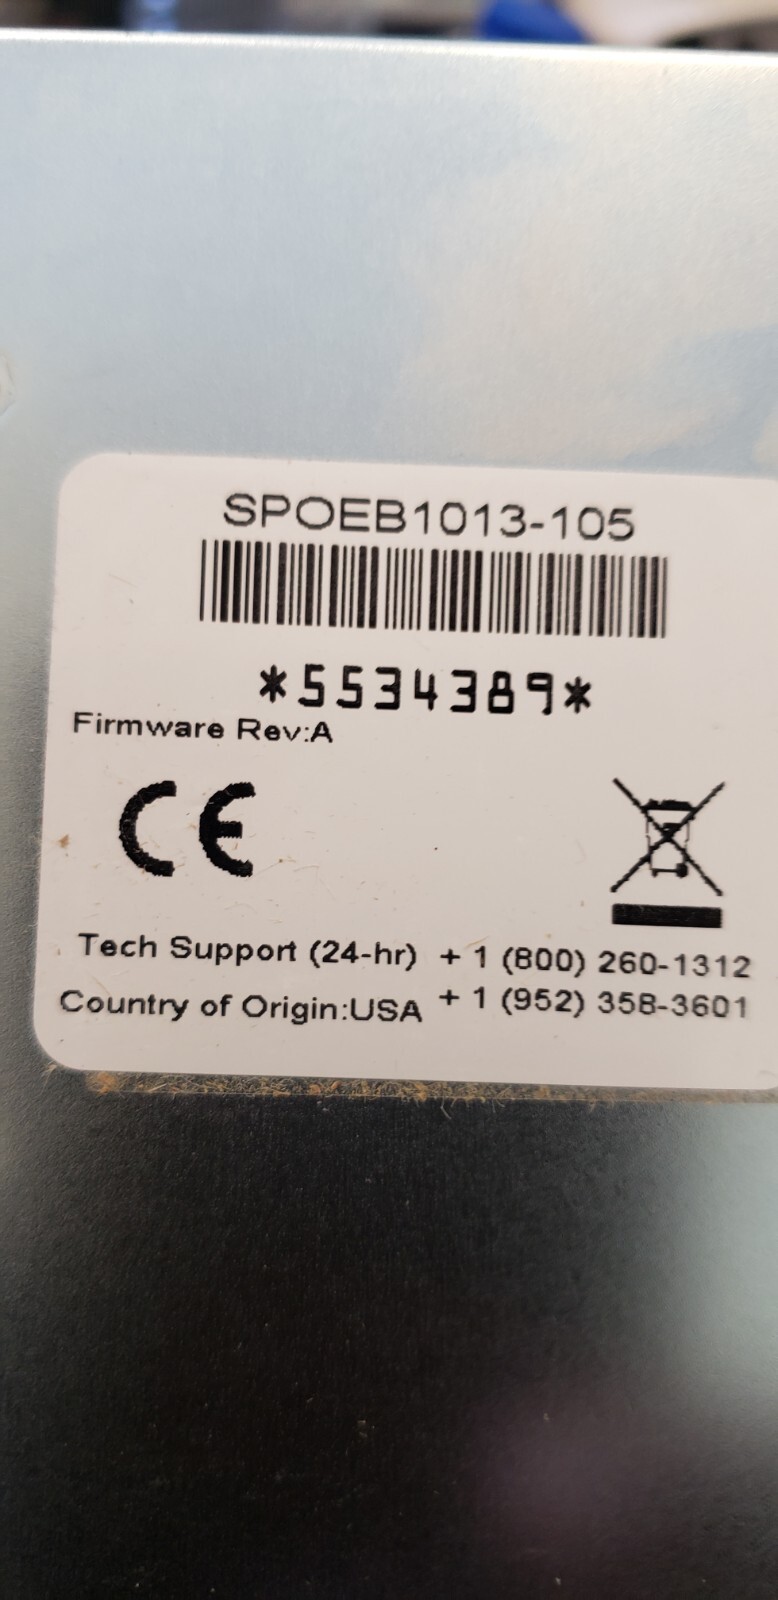 SPOEB1013-105
*5534389*
Firmware Rev:A
CE
Tech Support (24-hr) + 1 (800) 260-1312
Country of Origin:USA + 1 (952) 358-3601